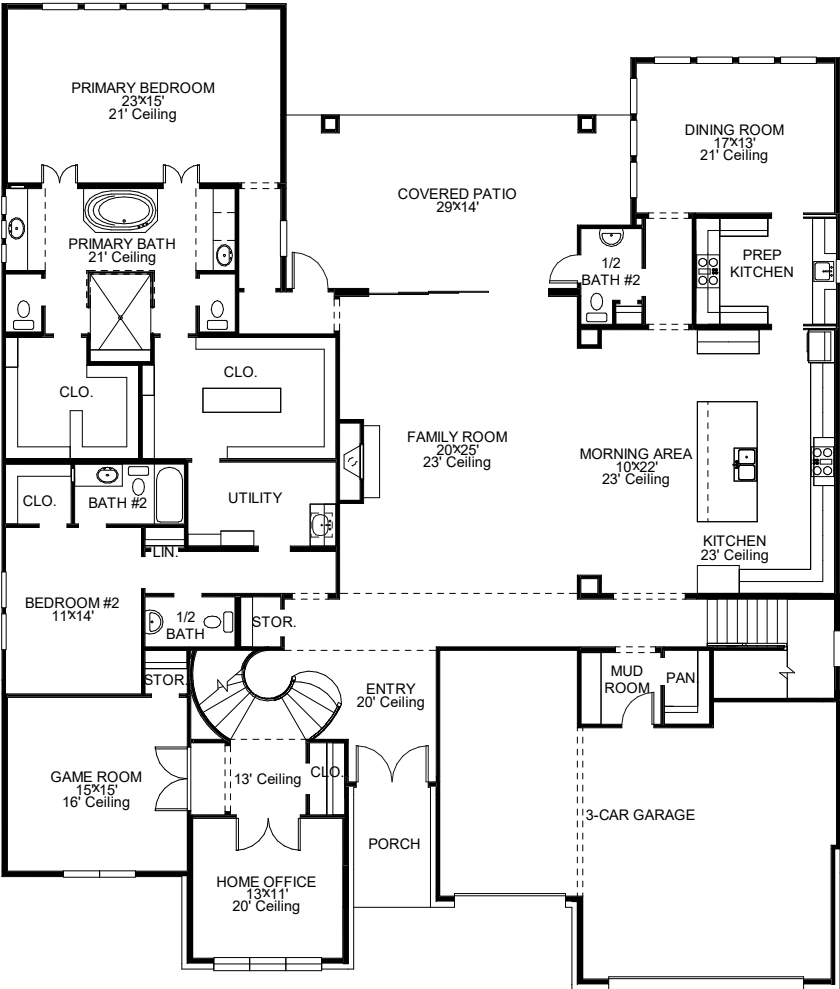 PRIMARY BEDROOM
23'X15'
21' Ceiling
DINING ROOM
17'X13'
21' Ceiling
COVERED PATIO
29'X14'
PRIMARY BATH
21' Ceiling
1/2
BATH #2
PREP
KITCHEN
CLO.
CLO.
FAMILY ROOM
20'X25'
23' Ceiling
MORNING AREA
10'X22'
23' Ceiling
CLO.
BATH #2
UTILITY
KITCHEN
23' Ceiling
LIN.
BEDROOM #2
11'X14'
1/2
BATH
STOR.
STOR.
ENTRY
20' Ceiling
MUD
ROOM
PAN
GAME ROOM
15'X15'
16' Ceiling
13' Ceiling
CLO.
3-CAR GARAGE
PORCH
HOME OFFICE
13'X11'
20' Ceiling